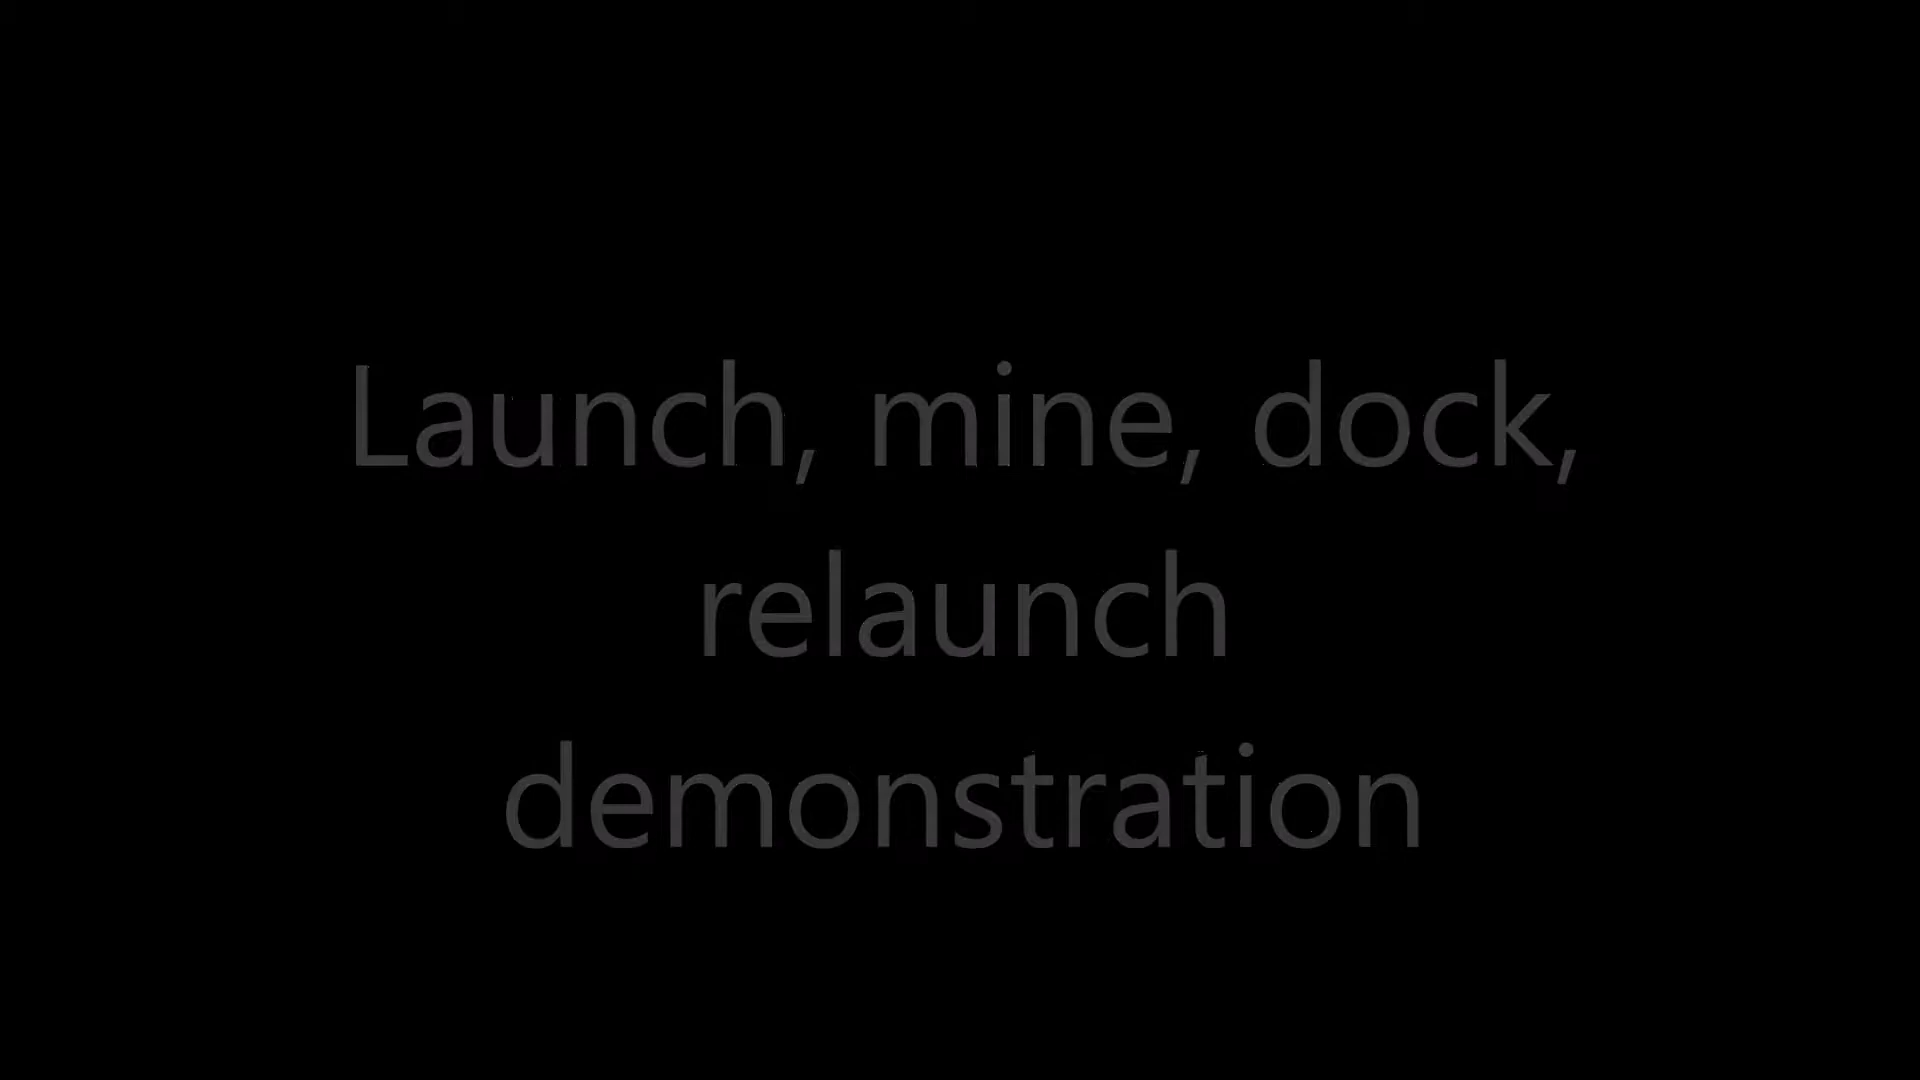 Launch, mine, dock,
relaunch
demonstration